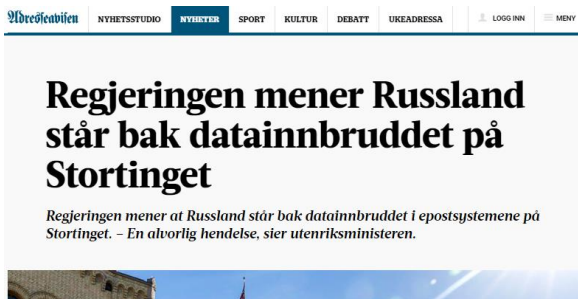 Adresseavisen NYHETSSTUDIO NYHETER SPORT KULTUR DEBATT UKEADRESSA LOGG INN MENY
Regjeringen mener Russland
står bak datainnbruddet på
Stortinget
Regjeringen mener at Russland står bak datainnbruddet i epostsystemene på
Stortinget. – En alvorlig hendelse, sier utenriksministeren.